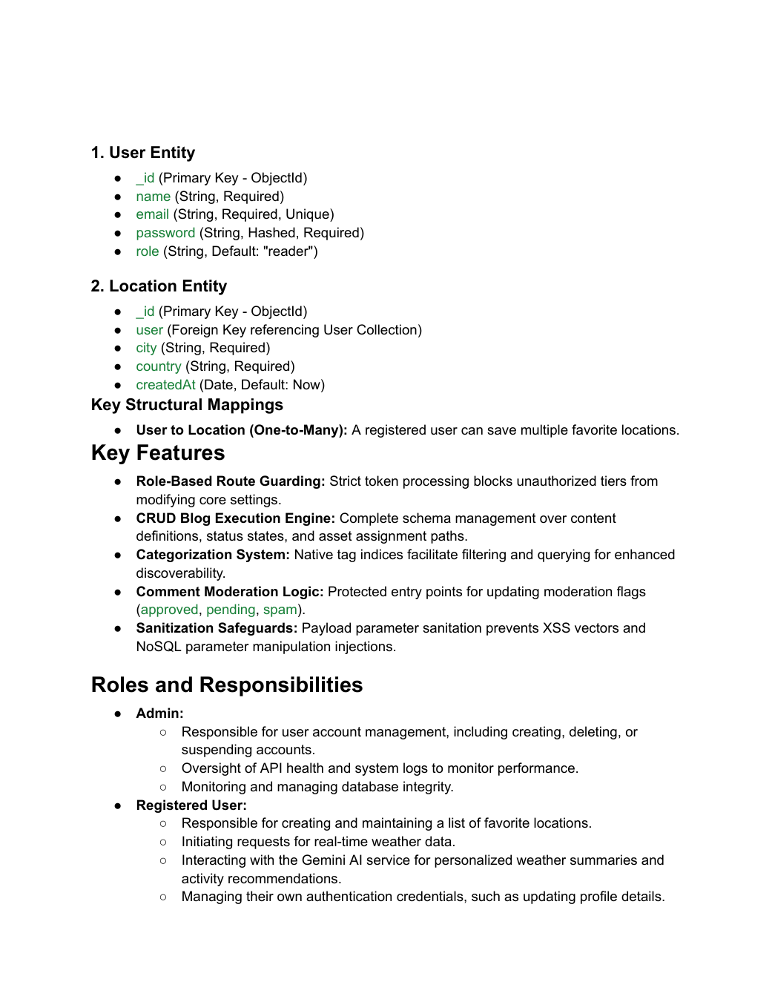 1. User Entity
● _id (Primary Key - ObjectId)
● name (String, Required)
● email (String, Required, Unique)
● password (String, Hashed, Required)
● role (String, Default: "reader")
2. Location Entity
● _id (Primary Key - ObjectId)
● user (Foreign Key referencing User Collection)
● city (String, Required)
● country (String, Required)
● createdAt (Date, Default: Now)
Key Structural Mappings
● User to Location (One-to-Many): A registered user can save multiple favorite locations.
Key Features
● Role-Based Route Guarding: Strict token processing blocks unauthorized tiers from
modifying core settings.
● CRUD Blog Execution Engine: Complete schema management over content
definitions, status states, and asset assignment paths.
● Categorization System: Native tag indices facilitate filtering and querying for enhanced
discoverability.
● Comment Moderation Logic: Protected entry points for updating moderation flags
(approved, pending, spam).
● Sanitization Safeguards: Payload parameter sanitation prevents XSS vectors and
NoSQL parameter manipulation injections.
Roles and Responsibilities
● Admin:
○ Responsible for user account management, including creating, deleting, or
suspending accounts.
○ Oversight of API health and system logs to monitor performance.
○ Monitoring and managing database integrity.
● Registered User:
○ Responsible for creating and maintaining a list of favorite locations.
○ Initiating requests for real-time weather data.
○ Interacting with the Gemini AI service for personalized weather summaries and
activity recommendations.
○ Managing their own authentication credentials, such as updating profile details.